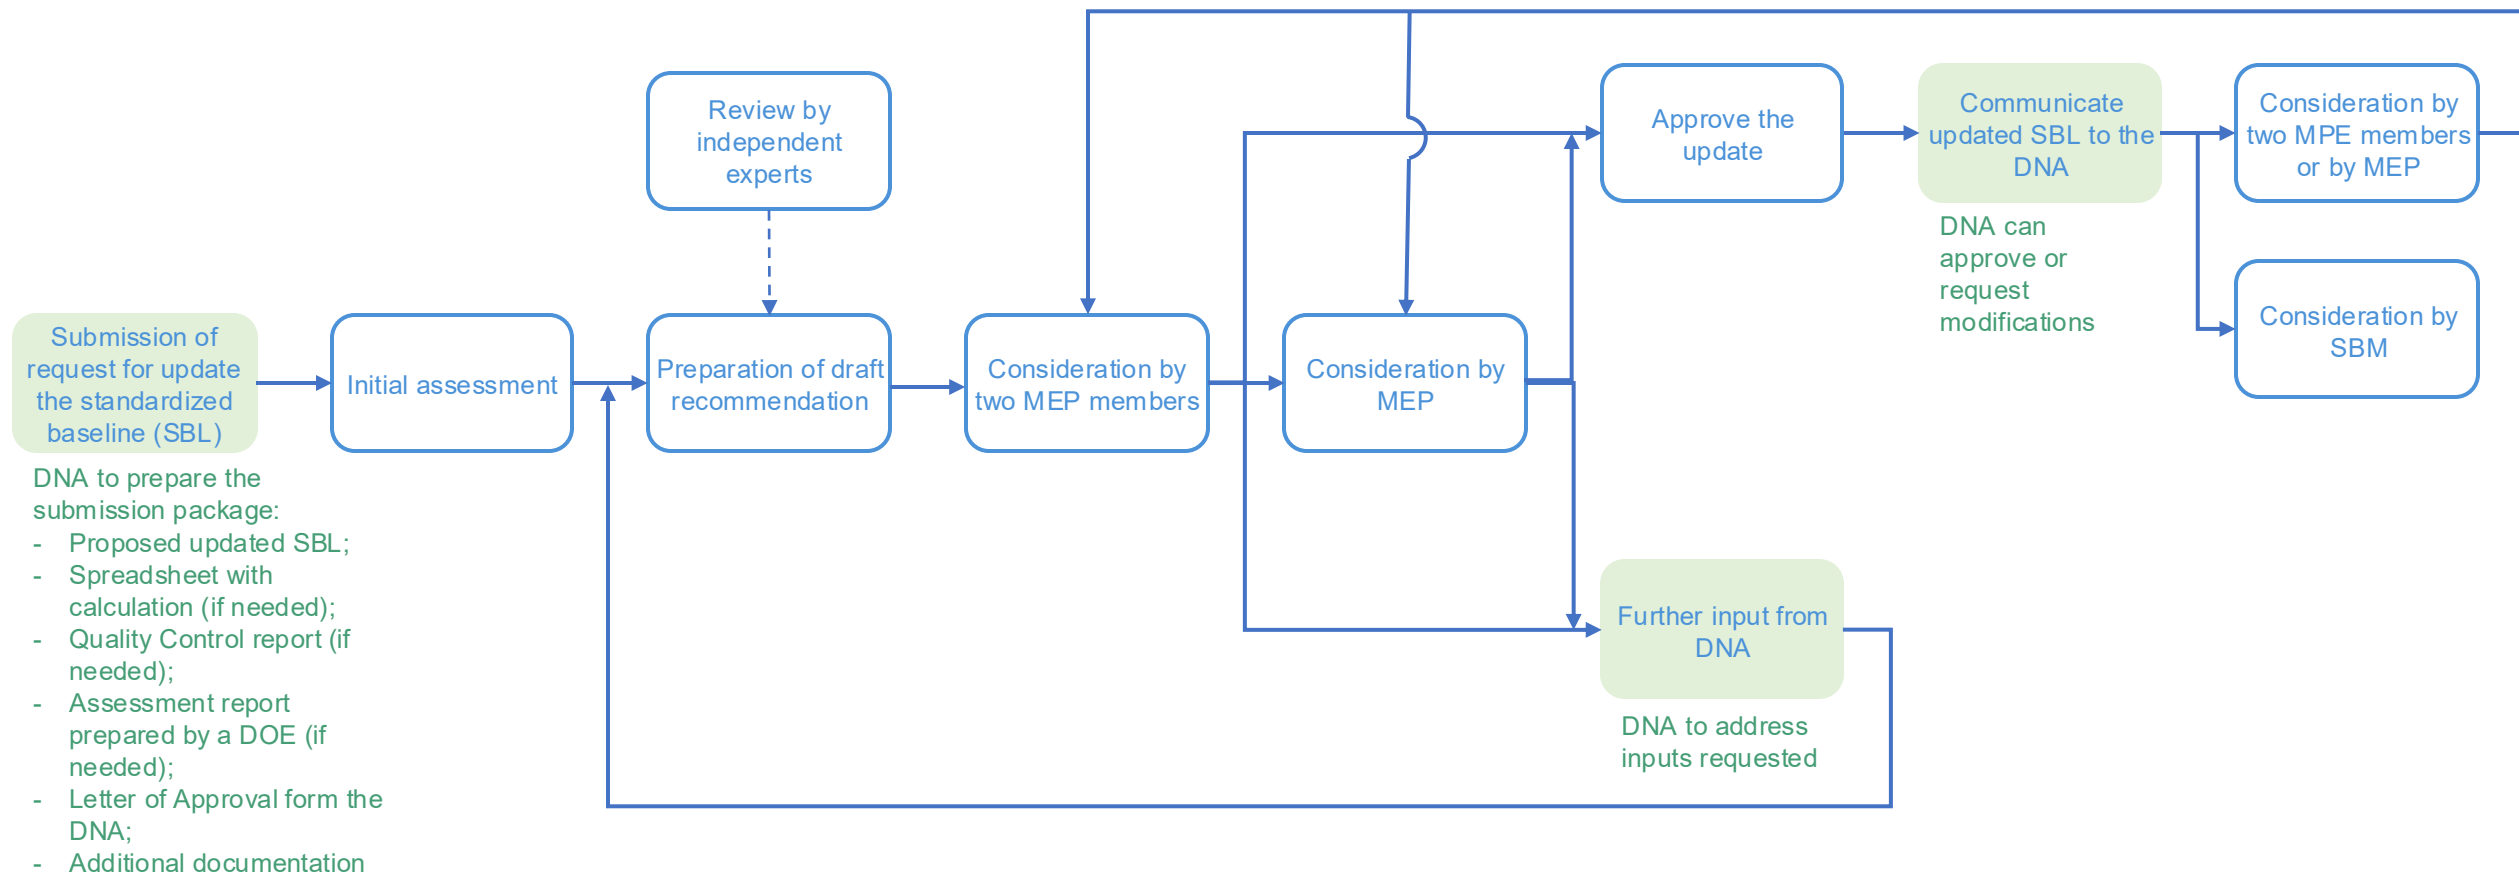 Review by
independent
experts
Approve the
update
Communicate
updated SBL to the
DNA
Consideration by
two MPE members
or by MEP
DNA can
approve or
request
modifications
Consideration by
SBM
Submission of
request for update
the standardized
baseline (SBL)
Initial assessment
Preparation of draft
recommendation
Consideration by
two MEP members
Consideration by
MEP
DNA to prepare the
submission package:
- Proposed updated SBL;
- Spreadsheet with
calculation (if needed);
- Quality Control report (if
needed);
- Assessment report
prepared by a DOE (if
needed);
- Letter of Approval form the
DNA;
- Additional documentation
Further input from
DNA
DNA to address
inputs requested